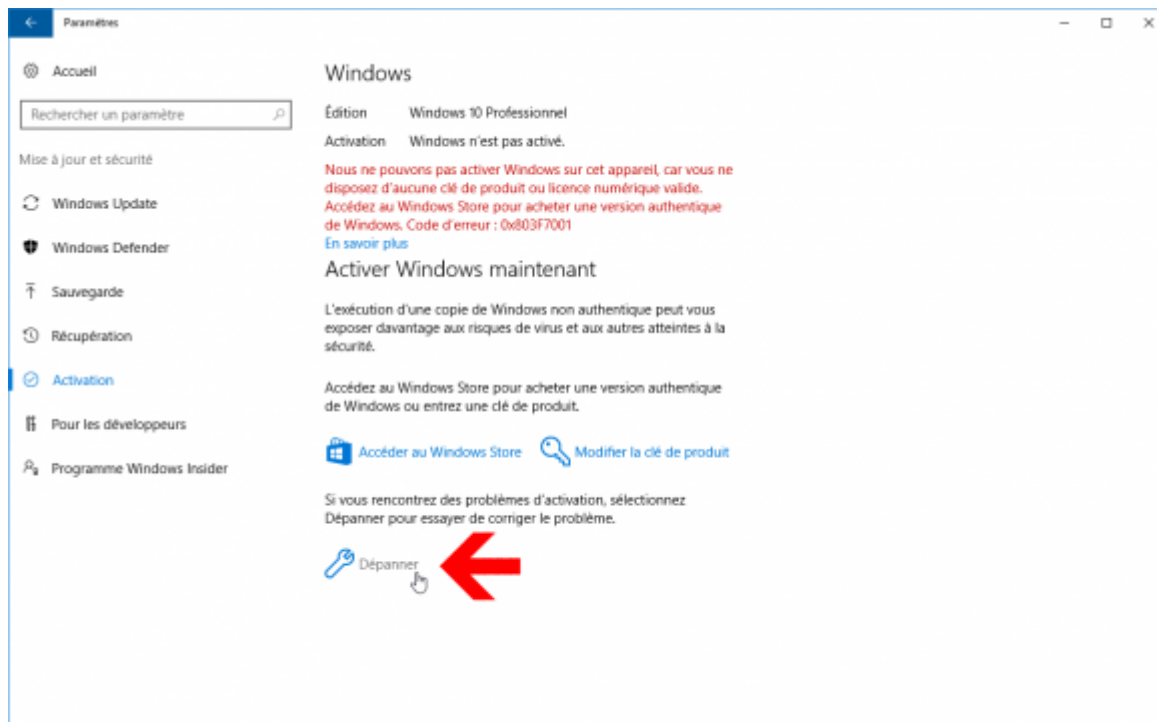 Paramètres
Accueil
Rechercher un paramètre
Mise à jour et sécurité
Windows Update
Windows Defender
Sauvegarde
Récupération
Activation
Pour les développeurs
Programme Windows Insider
Windows
Édition Windows 10 Professionnel
Activation Windows n'est pas activé.
Nous ne pouvons pas activer Windows sur cet appareil, car vous ne
disposez d'aucune clé de produit ou licence numérique valide.
Accédez au Windows Store pour acheter une version authentique
de Windows. Code d'erreur : 0x803F7001
En savoir plus
Activer Windows maintenant
L'exécution d'une copie de Windows non authentique peut vous
exposer davantage aux risques de virus et aux autres atteintes à la
sécurité.
Accédez au Windows Store pour acheter une version authentique
de Windows ou entrez une clé de produit.
Accéder au Windows Store Modifier la clé de produit
Si vous rencontrez des problèmes d'activation, sélectionnez
Dépanner pour essayer de corriger le problème.
Dépanner